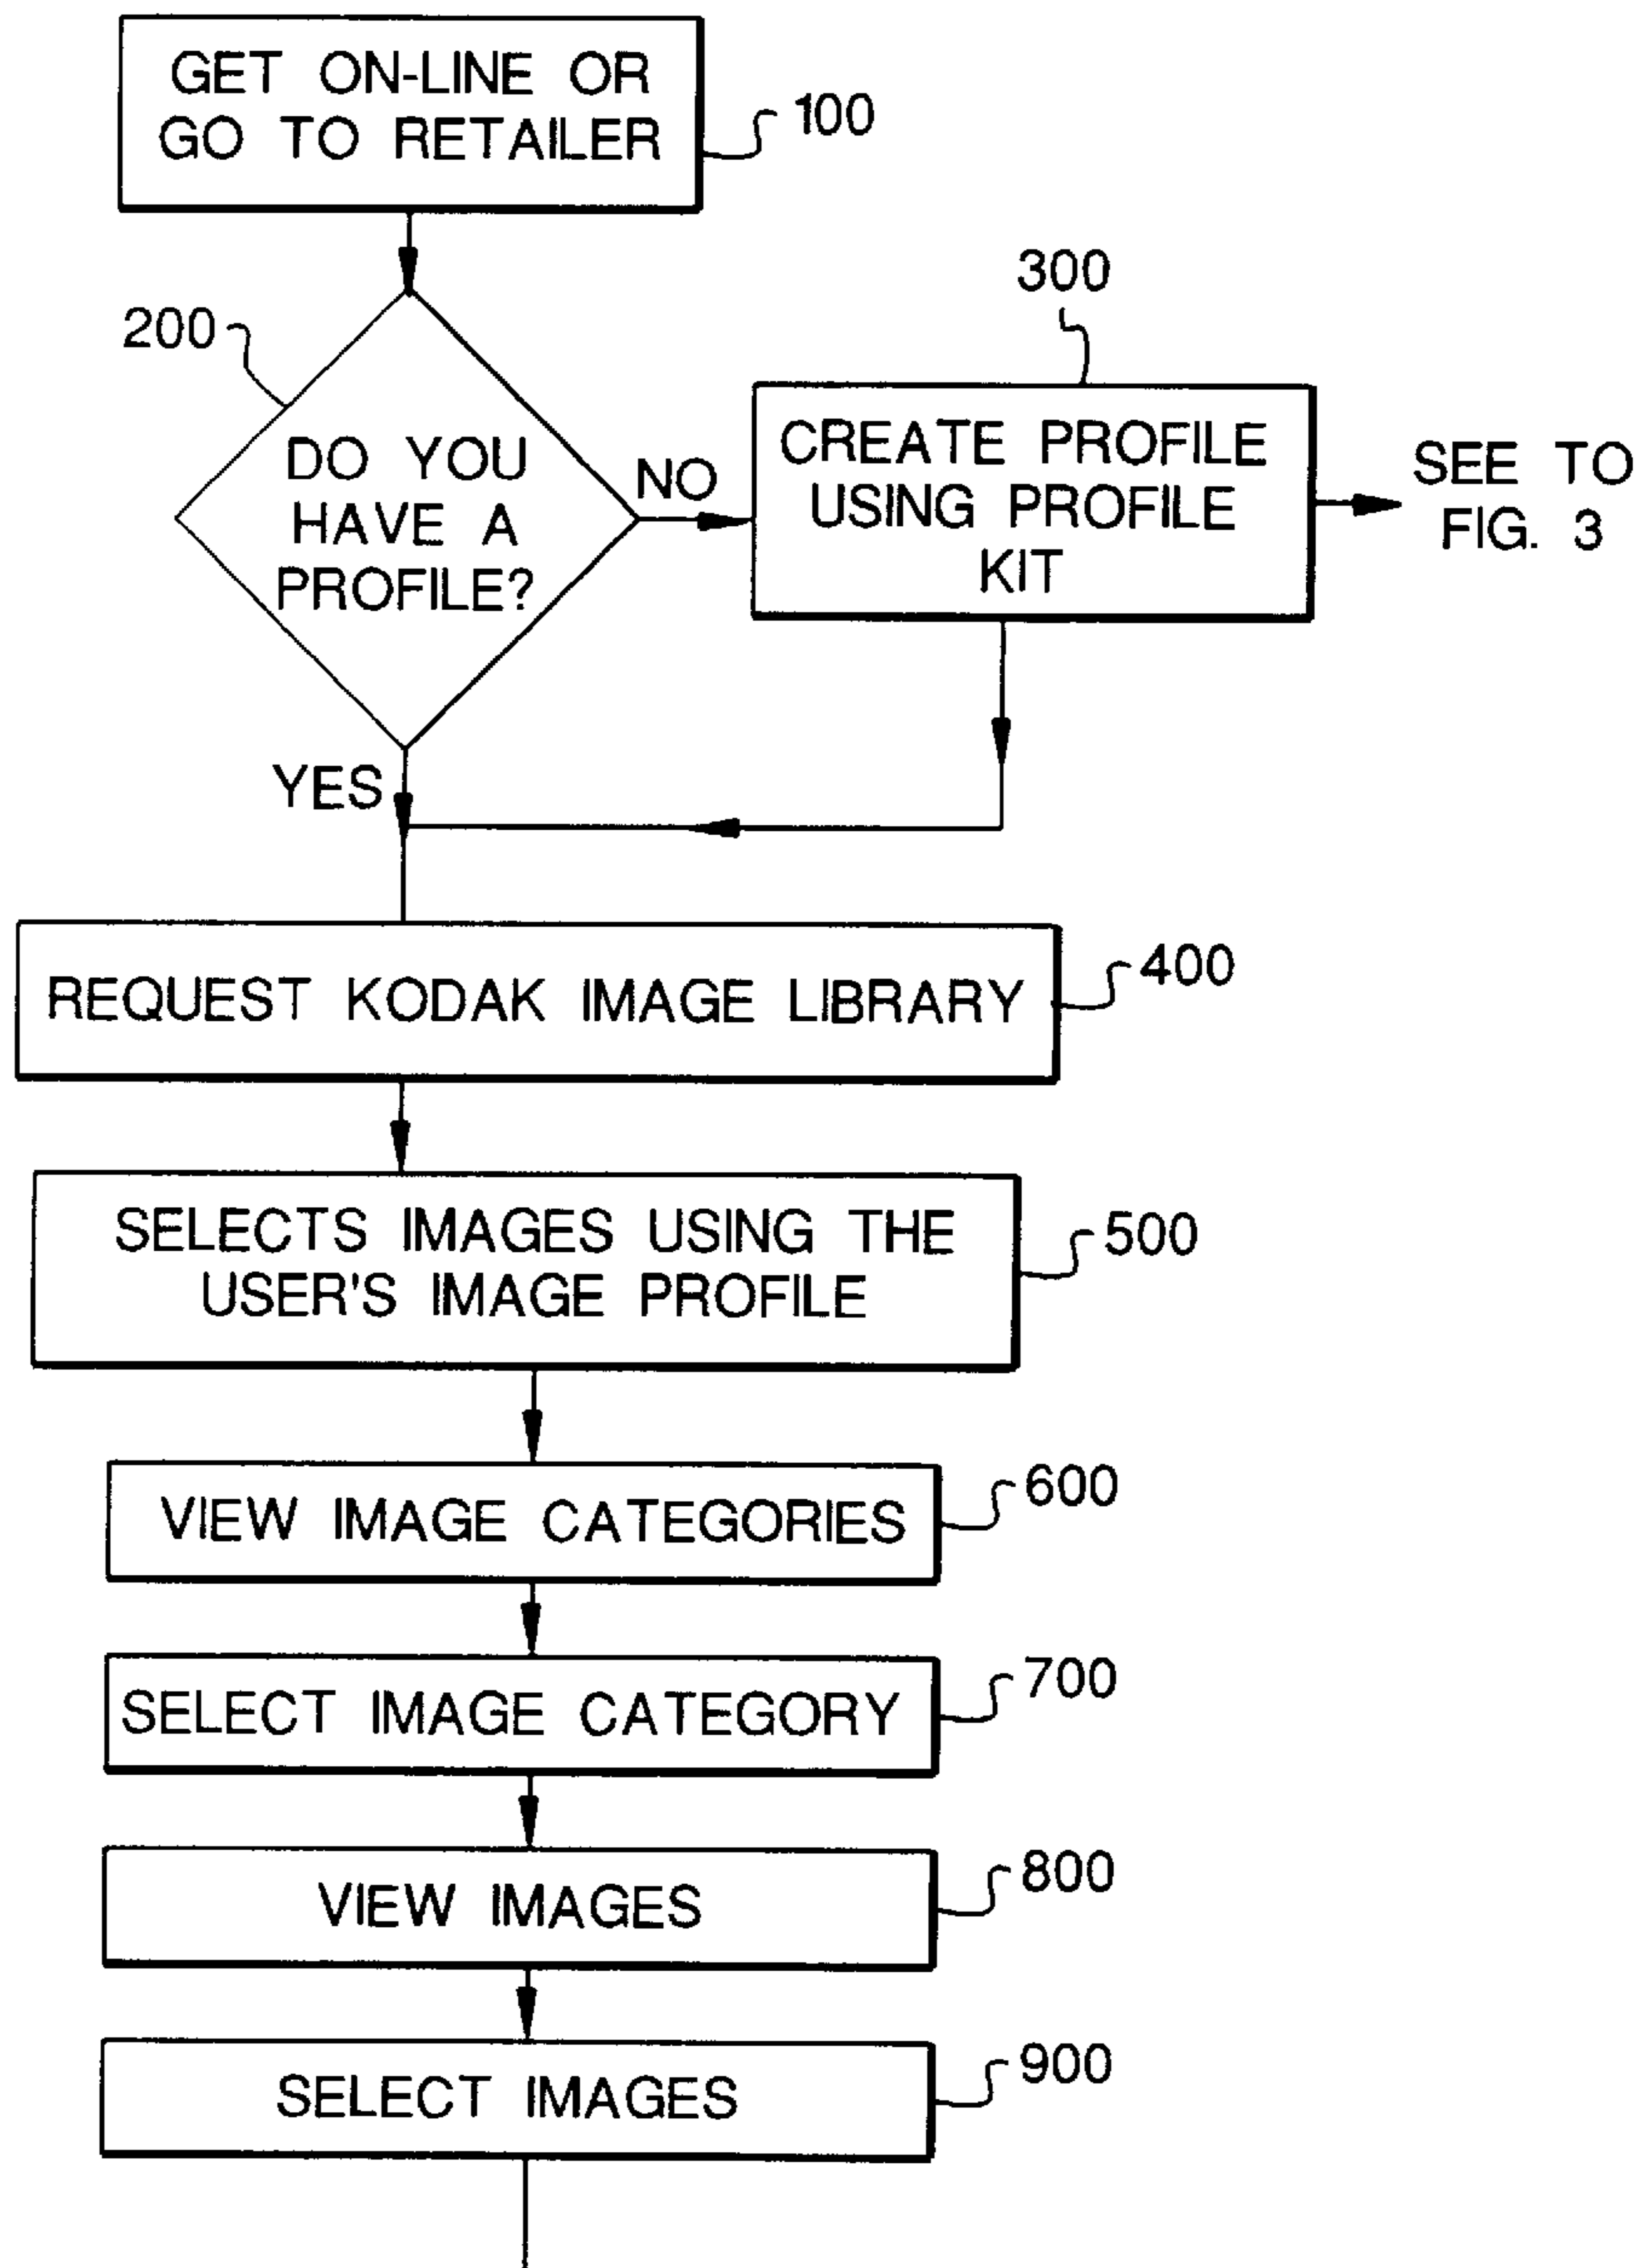 GET ON-LINE OR
GO TO RETAILER
100
200
DO YOU
HAVE A
PROFILE?
NO
YES
300
CREATE PROFILE
USING PROFILE
KIT
SEE TO
FIG. 3
REQUEST KODAK IMAGE LIBRARY
400
SELECTS IMAGES USING THE
USER'S IMAGE PROFILE
500
VIEW IMAGE CATEGORIES
600
SELECT IMAGE CATEGORY
700
VIEW IMAGES
800
SELECT IMAGES
900